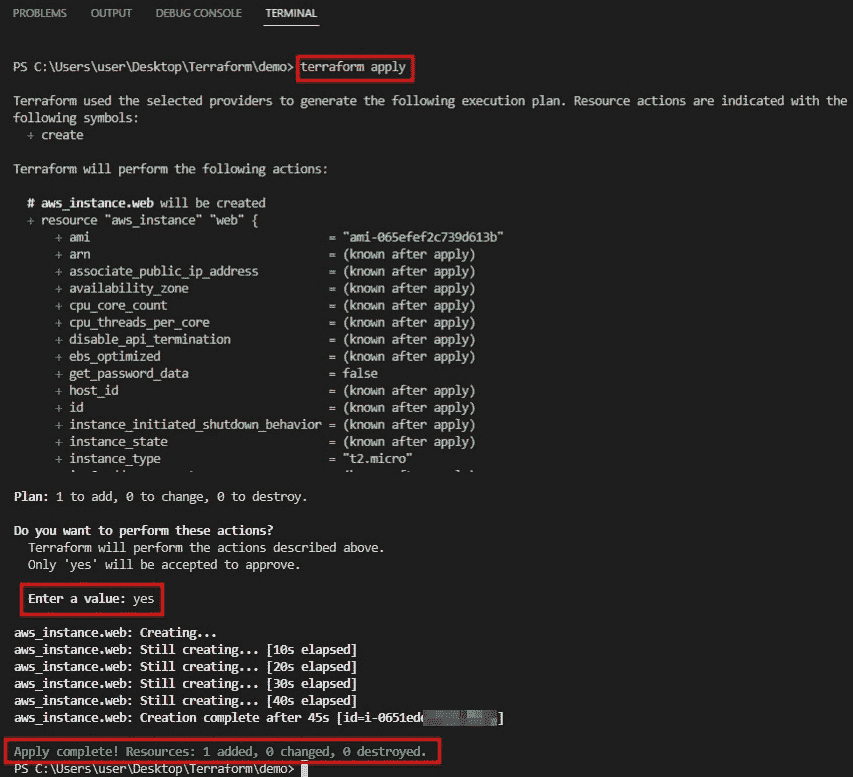 PROBLEMS OUTPUT DEBUG CONSOLE TERMINAL
PS C:\Users\user\Desktop\Terraform\demo> terraform apply
Terraform used the selected providers to generate the following execution plan. Resource actions are indicated with the
following symbols:
+ create
Terraform will perform the following actions:
# aws_instance.web will be created
+ resource "aws_instance" "web" {
+ ami = "ami-065efef2c739d613b"
+ arn = (known after apply)
+ associate_public_ip_address = (known after apply)
+ availability_zone = (known after apply)
+ cpu_core_count = (known after apply)
+ cpu_threads_per_core = (known after apply)
+ disable_api_termination = (known after apply)
+ ebs_optimized = (known after apply)
+ get_password_data = false
+ host_id = (known after apply)
+ id = (known after apply)
+ instance_initiated_shutdown_behavior = (known after apply)
+ instance_state = (known after apply)
+ instance_type = "t2.micro"
Plan: 1 to add, 0 to change, 0 to destroy.
Do you want to perform these actions?
Terraform will perform the actions described above.
Only 'yes' will be accepted to approve.
Enter a value: yes
aws_instance.web: Creating...
aws_instance.web: Still creating... [10s elapsed]
aws_instance.web: Still creating... [20s elapsed]
aws_instance.web: Still creating... [30s elapsed]
aws_instance.web: Still creating... [40s elapsed]
aws_instance.web: Creation complete after 45s [id=i-0651ed ]
Apply complete! Resources: 1 added, 0 changed, 0 destroyed.
PS C:\Users\user\Desktop\Terraform\demo>